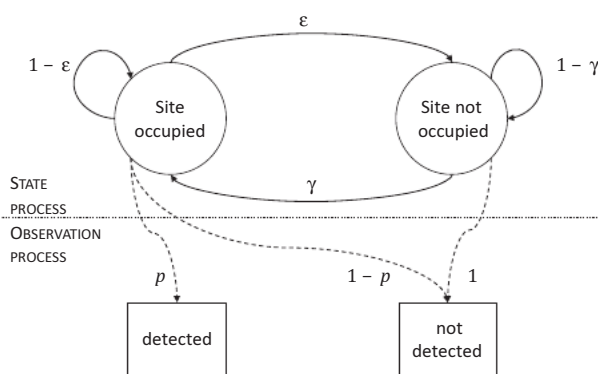 ε
1 − ε
1 − γ
Site
occupied
Site not
occupied
γ
STATE
PROCESS
OBSERVATION
PROCESS
p
1 − p
1
detected
not
detected